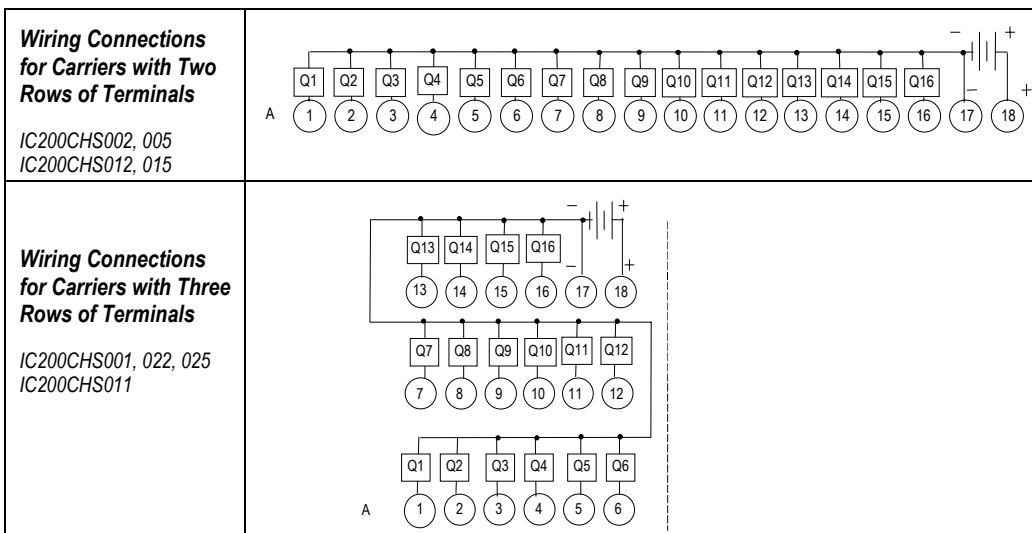 Wiring Connections
for Carriers with Two
Rows of Terminals
IC200CHS002, 005
IC200CHS012, 015
− +
Q1 Q2 Q3 Q4 Q5 Q6 Q7 Q8 Q9 Q10 Q11 Q12 Q13 Q14 Q15 Q16
− +
A 1 2 3 4 5 6 7 8 9 10 11 12 13 14 15 16 17 18
Wiring Connections
for Carriers with Three
Rows of Terminals
IC200CHS001, 022, 025
IC200CHS011
− +
Q13 Q14 Q15 Q16
− +
13 14 15 16 17 18
Q7 Q8 Q9 Q10 Q11 Q12
7 8 9 10 11 12
Q1 Q2 Q3 Q4 Q5 Q6
A 1 2 3 4 5 6